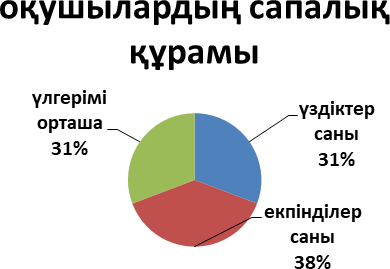 оқушылардың сапалық
құрамы
үлгерімі
орташа
31%
үздіктер
саны
31%
екпінділер
саны
38%